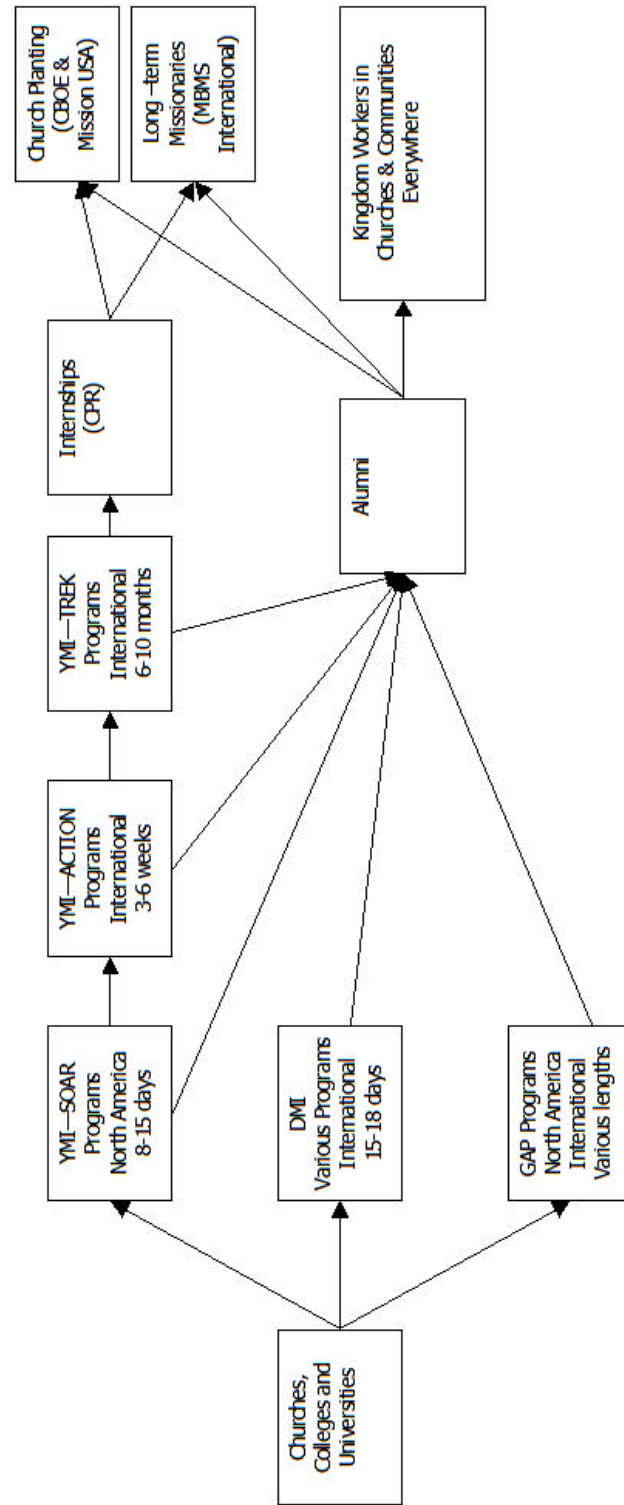 Churches,
Colleges and
Universities
YMI—SOAR
Programs
North America
8-15 days
DMI
Various Programs
International
15-18 days
GAP Programs
North America
International
Various lengths
YMI—ACTION
Programs
International
3-6 weeks
YMI—TREK
Programs
International
6-10 months
Internships
(CPR)
Alumni
Church Planting
(CBOE &
Mission USA)
Long –term
Missionaries
(MBMS
International)
Kingdom Workers in
Churches & Communities
Everywhere